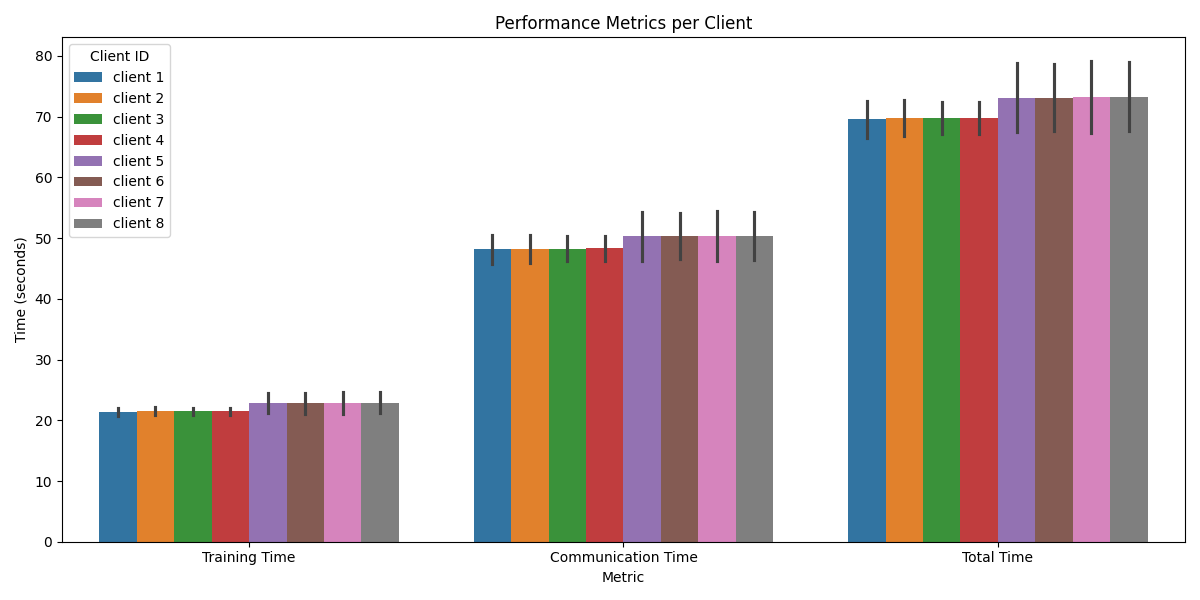 Performance Metrics per Client
Client ID
client 1
client 2
client 3
client 4
client 5
client 6
client 7
client 8
Time (seconds)
80
70
60
50
40
30
20
10
0
Training Time
Communication Time
Total Time
Metric